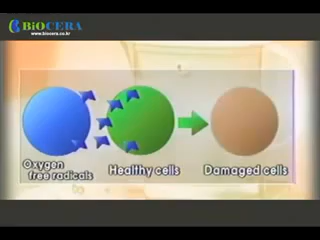 BiOCERA
www.biocera.co.kr
Oxygen
free radicals
Healthy cells
Damaged cells